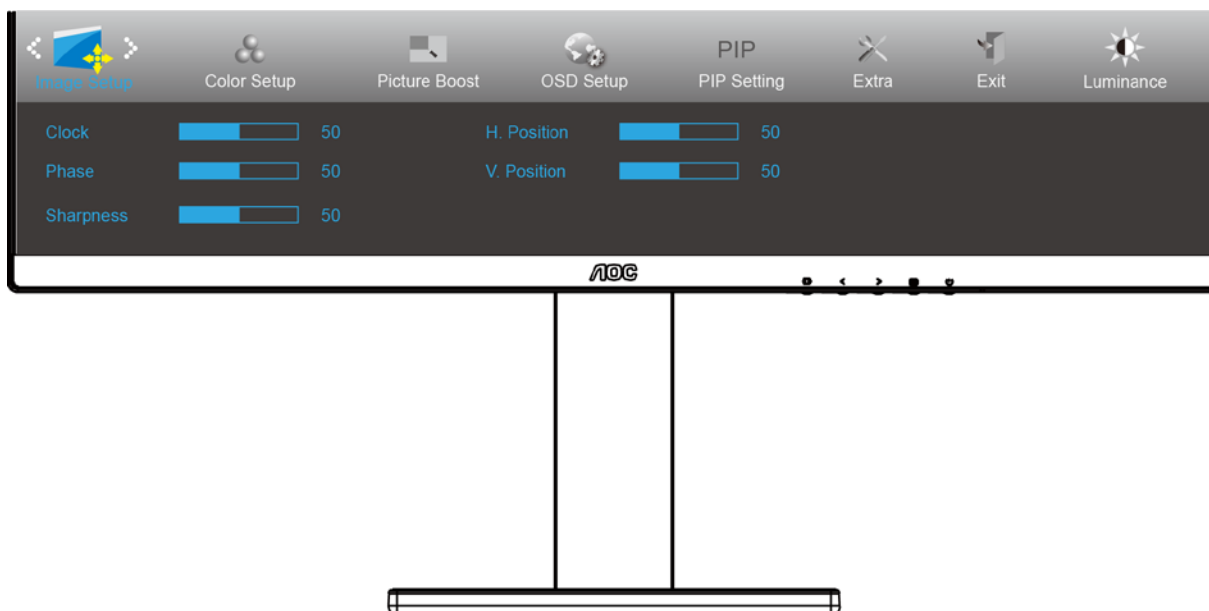 PIP
Image Setup Color Setup Picture Boost OSD Setup PIP Setting Extra Exit Luminance
Clock 50 H. Position 50
Phase 50 V. Position 50
Sharpness 50
AOC